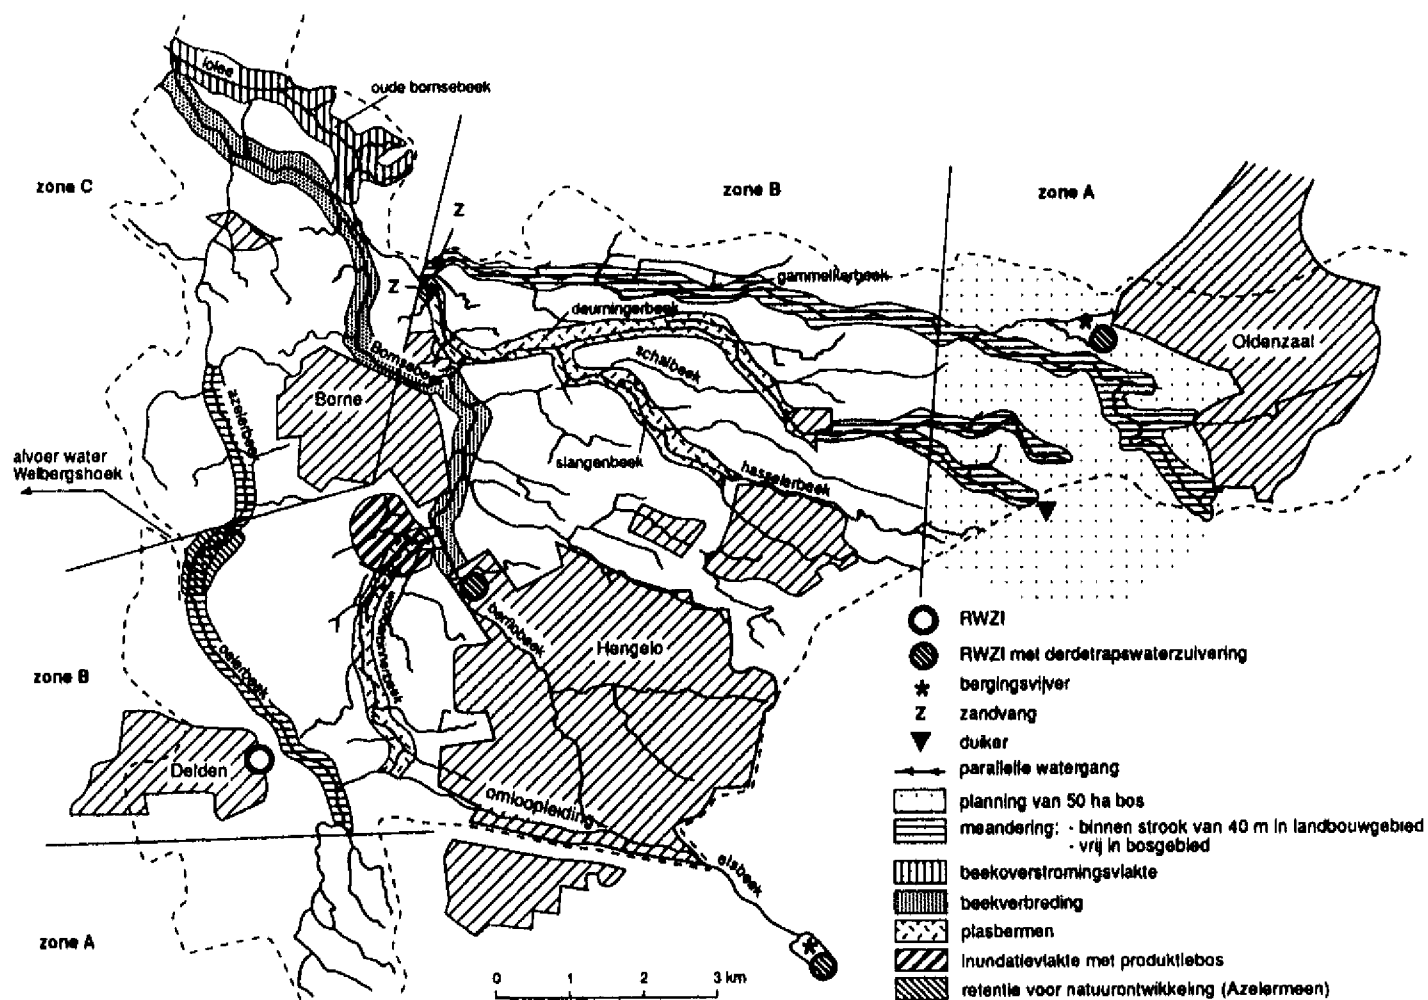 lolee
oude bornsebeek
zone C
zone B
zone A
Z
gammelkerbeek
Z
deurningerbeek
Oldenzaal
Bornsebeek
schalbeek
Borne
azelerbeek
afvoer water
Welbergshoek
slangenbeek
hasselerbeek
berflobeek
Hengelo
zone B
oelerbeek
Delden
omloopleiding
elsbeek
zone A
0 1 2 3 km
RWZI
RWZI met derdetrapswaterzuivering
bergingsvijver
Z zandvang
duiker
parallelle watergang
planning van 50 ha bos
meandering: - binnen strook van 40 m in landbouwgebied
- vrij in bosgebied
beekoverstromingsvlakte
beekverbreding
plasbermen
inundatievlakte met produktiebos
retentie voor natuurontwikkeling (Azelermeen)